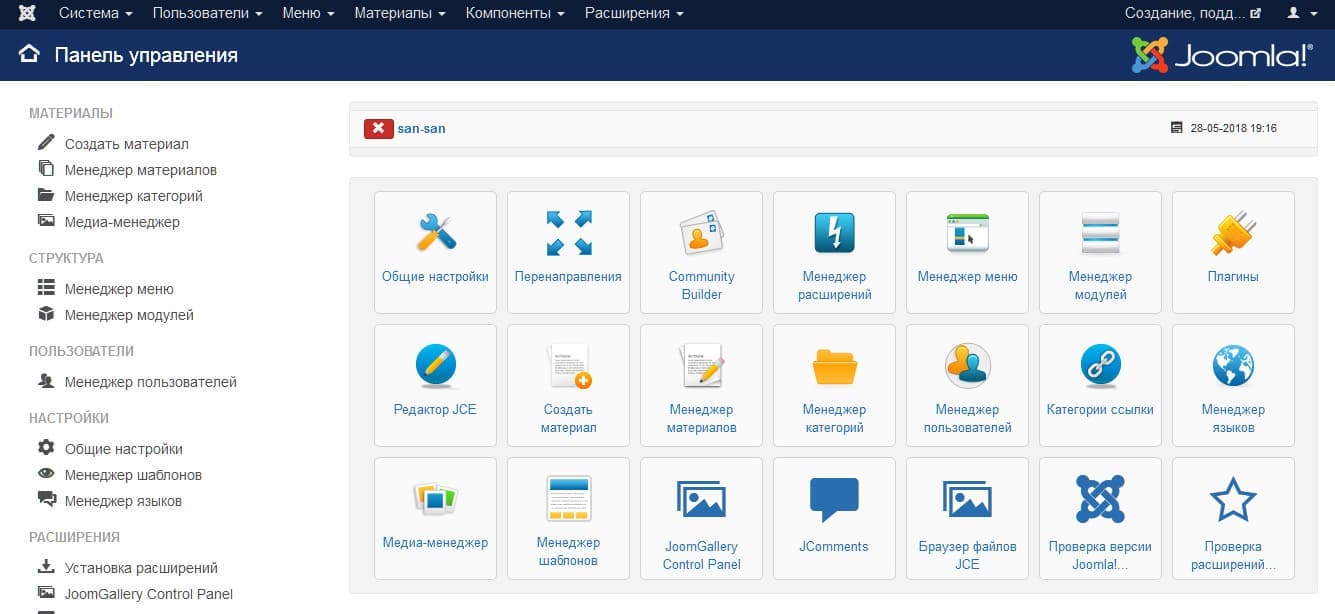 Система Пользователи Меню Материалы Компоненты Расширения Создание, подд...
Панель управления
Joomla!®
МАТЕРИАЛЫ
Создать материал
Менеджер материалов
Менеджер категорий
Медиа-менеджер
СТРУКТУРА
Менеджер меню
Менеджер модулей
ПОЛЬЗОВАТЕЛИ
Менеджер пользователей
НАСТРОЙКИ
Общие настройки
Менеджер шаблонов
Менеджер языков
РАСШИРЕНИЯ
Установка расширений
JoomGallery Control Panel
san-san 28-05-2018 19:16
Общие настройки
Перенаправления
Community
Builder
Менеджер
расширений
Менеджер меню
Менеджер
модулей
Плагины
Редактор JCE
Создать
материал
Менеджер
материалов
Менеджер
категорий
Менеджер
пользователей
Категории ссылки
Менеджер
языков
Медиа-менеджер
Менеджер
шаблонов
JoomGallery
Control Panel
JComments
Браузер файлов
JCE
Проверка версии
Joomla!...
Проверка
расширений...